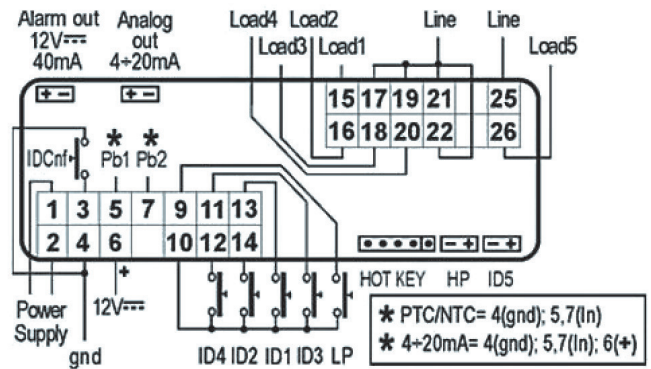 Alarm out
12V⎓
40mA
Analog
out
4÷20mA
Load4 Load2
Load3 Load1
Line
Line
Load5
+ -
+ -
15 17 19 21 25
16 18 20 22 26
IDCnf
* Pb1
* Pb2
1 3 5 7 9 11 13
2 4 6 10 12 14
HOT KEY
- +
HP
- +
ID5
Power
Supply
gnd
+
12V⎓
ID4 ID2 ID1 ID3 LP
* PTC/NTC= 4(gnd); 5,7(In)
* 4÷20mA= 4(gnd); 5,7(In); 6(+)